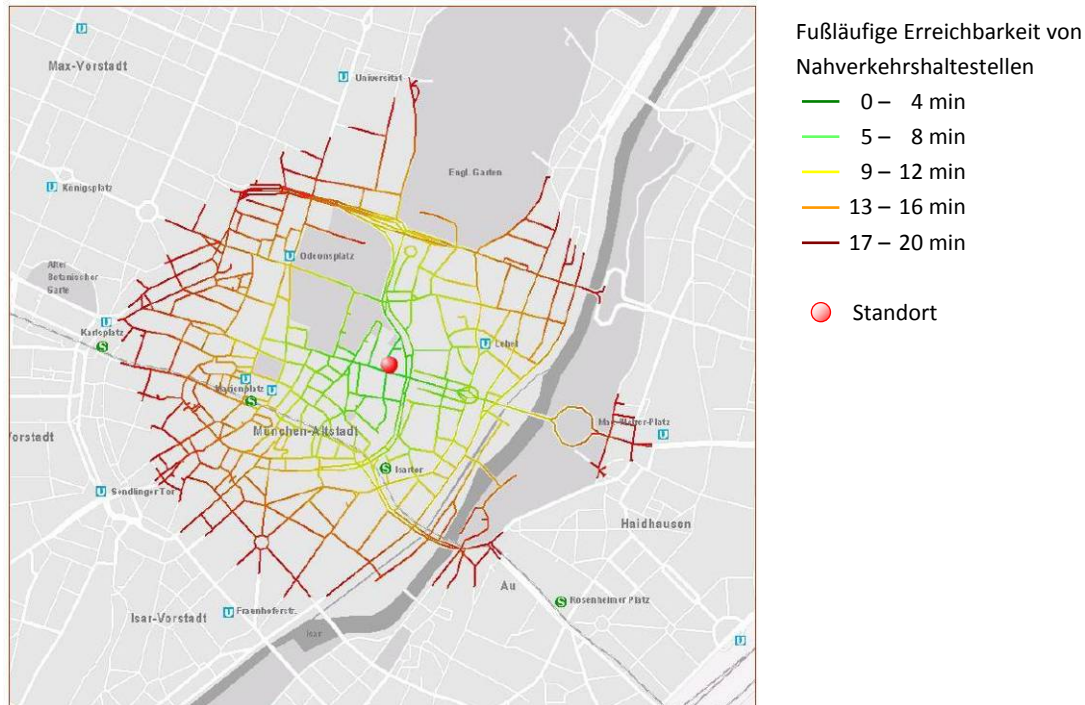 Fußläufige Erreichbarkeit von
Nahverkehrshaltestellen
0 – 4 min
5 – 8 min
9 – 12 min
13 – 16 min
17 – 20 min
Standort
U
Max-Vorstadt
U Universität
Engl. Garten
U Königsplatz
U Odeonsplatz
Alter
Botanischer
Garte
U
Karlsplatz
S
U Lehel
U
Marienplatz U
S
Max-Weber-Platz
U
Vorstadt
München-Altstadt
S Isartor
U Sendlinger Tor
Haidhausen
Au
S Rosenheimer Platz
U Fraunhoferstr.
Isar-Vorstadt
Isar
U